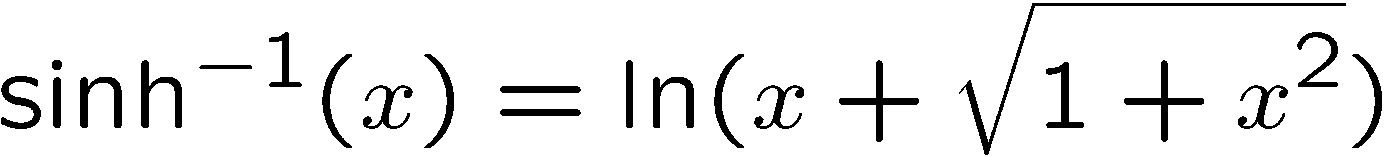 sinh⁻¹(x) = ln(x + √(1 + x²))